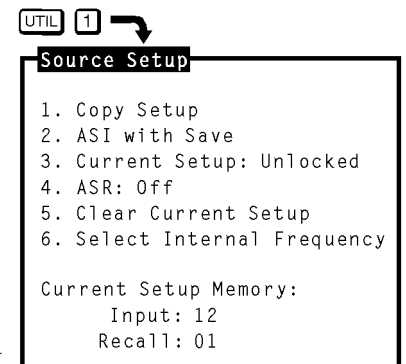 UTIL 1
Source Setup
1. Copy Setup
2. ASI with Save
3. Current Setup: Unlocked
4. ASR: Off
5. Clear Current Setup
6. Select Internal Frequency
Current Setup Memory:
Input: 12
Recall: 01